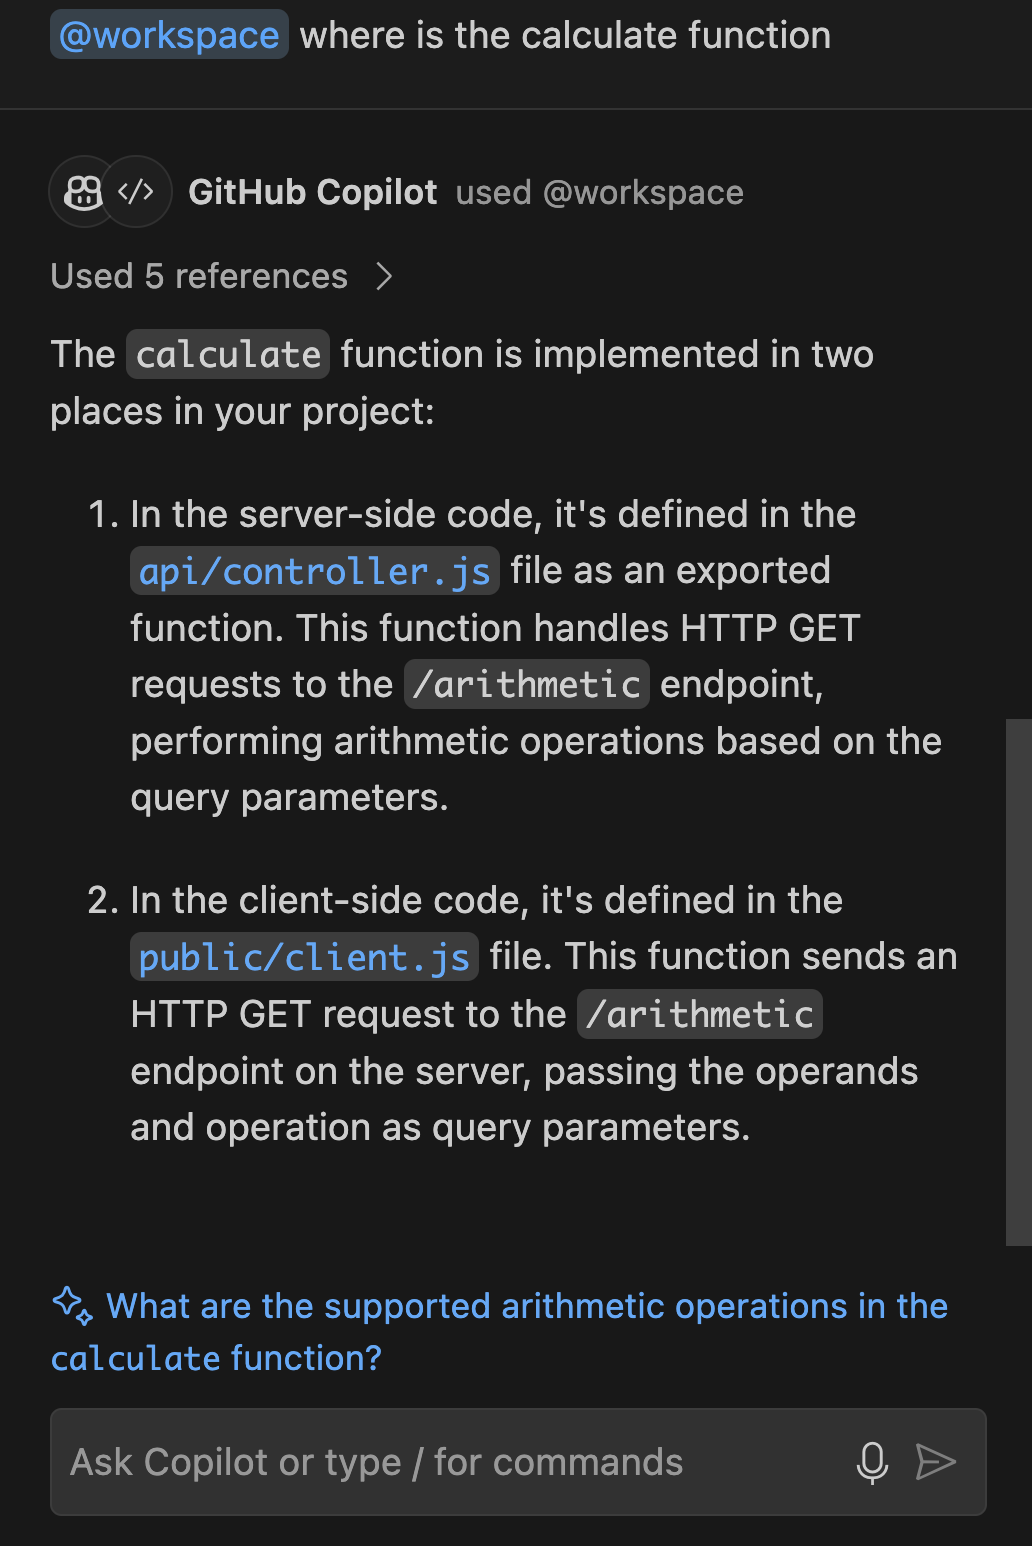 @workspace where is the calculate function
GitHub Copilot used @workspace
Used 5 references
The calculate function is implemented in two
places in your project:
1. In the server-side code, it's defined in the
api/controller.js file as an exported
function. This function handles HTTP GET
requests to the /arithmetic endpoint,
performing arithmetic operations based on the
query parameters.
2. In the client-side code, it's defined in the
public/client.js file. This function sends an
HTTP GET request to the /arithmetic
endpoint on the server, passing the operands
and operation as query parameters.
What are the supported arithmetic operations in the
calculate function?
Ask Copilot or type / for commands